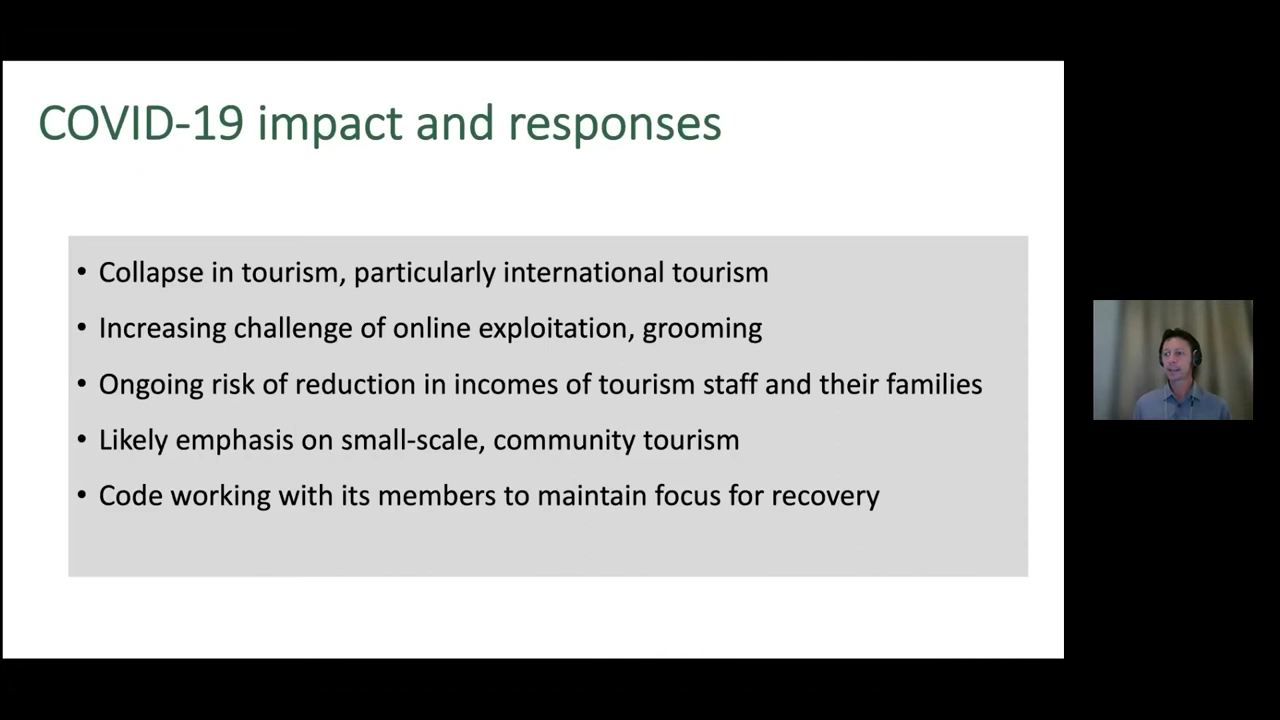 COVID-19 impact and responses
• Collapse in tourism, particularly international tourism
• Increasing challenge of online exploitation, grooming
• Ongoing risk of reduction in incomes of tourism staff and their families
• Likely emphasis on small-scale, community tourism
• Code working with its members to maintain focus for recovery